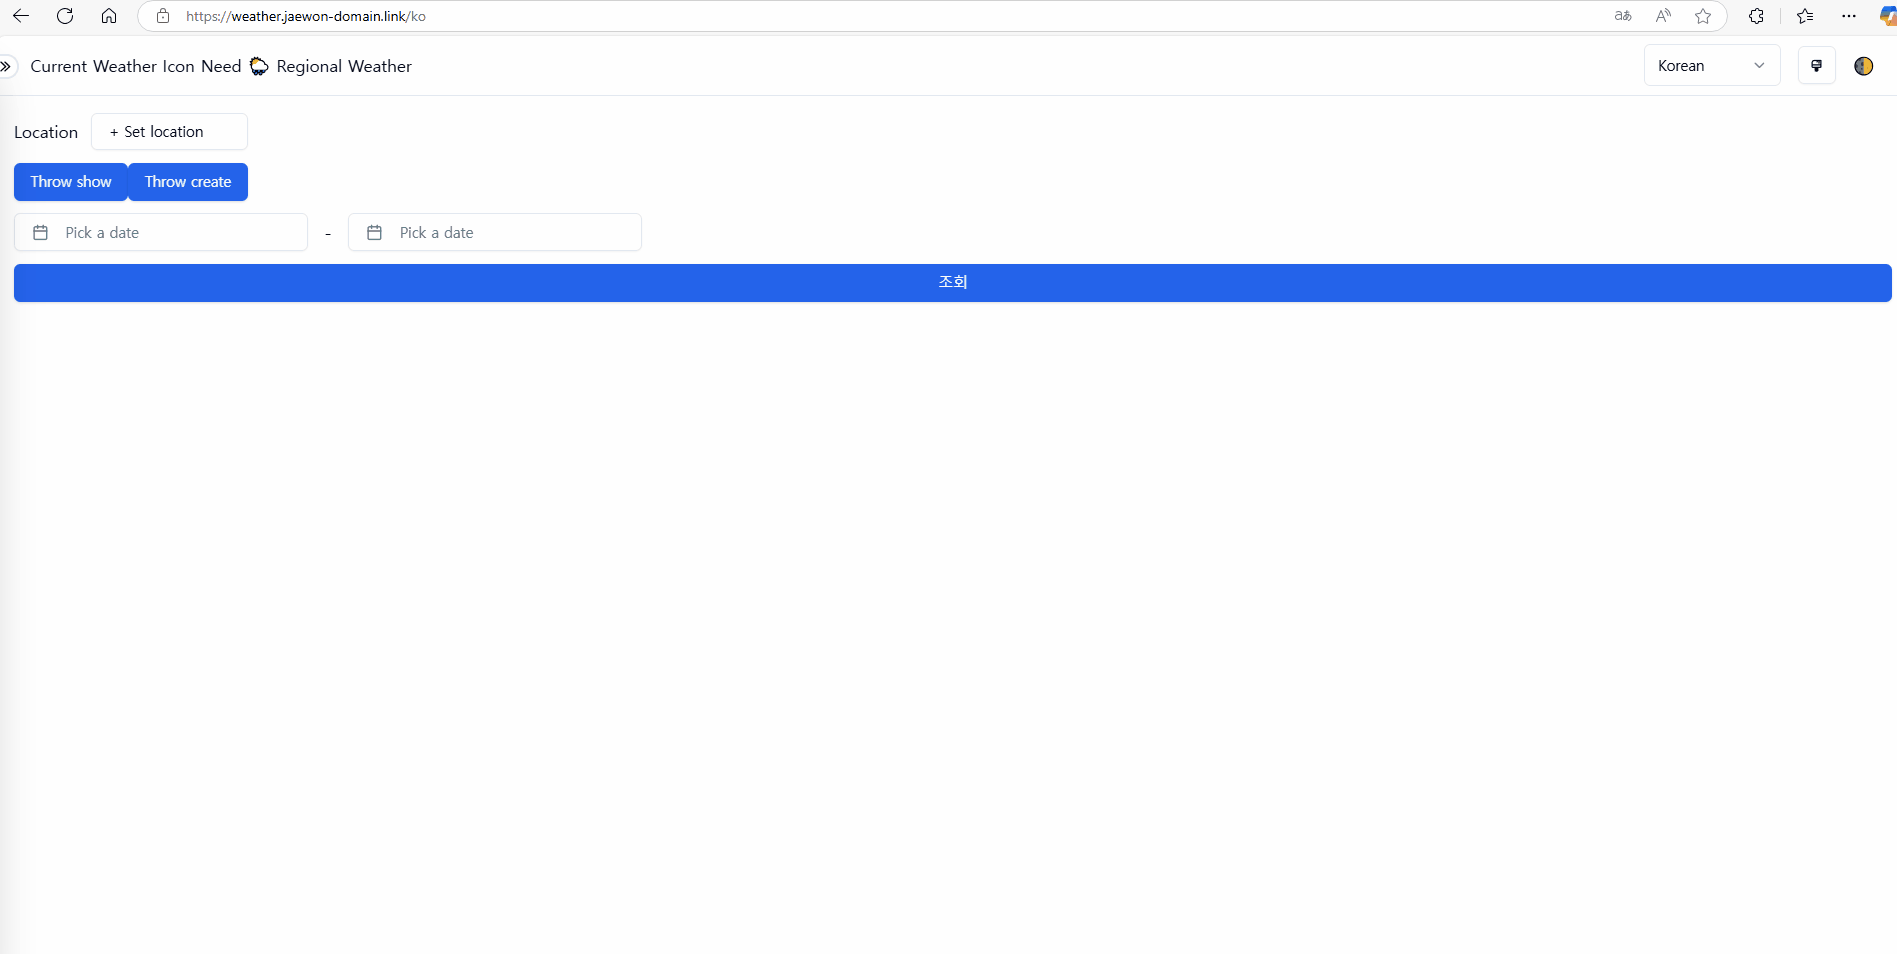 https://weather.jaewon-domain.link/ko
Current Weather Icon Need Regional Weather
Korean
Location + Set location
Throw show Throw create
Pick a date - Pick a date
조회